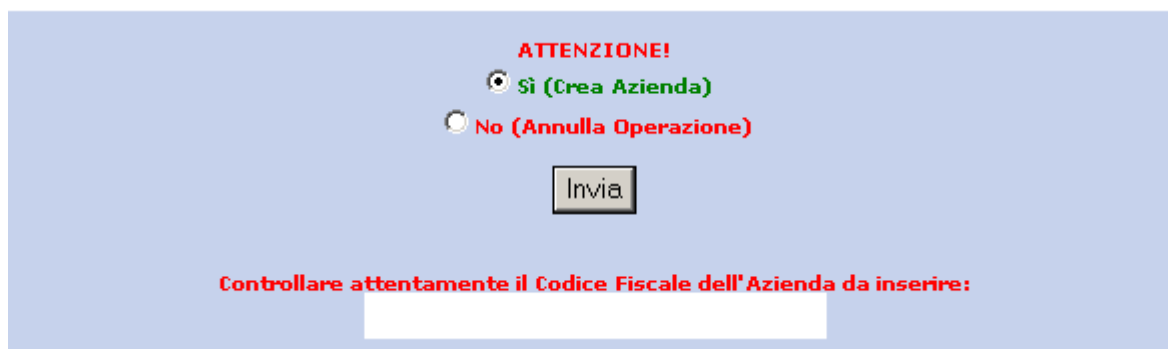 ATTENZIONE!
Sì (Crea Azienda)
No (Annulla Operazione)
Invia
Controllare attentamente il Codice Fiscale dell'Azienda da inserire: